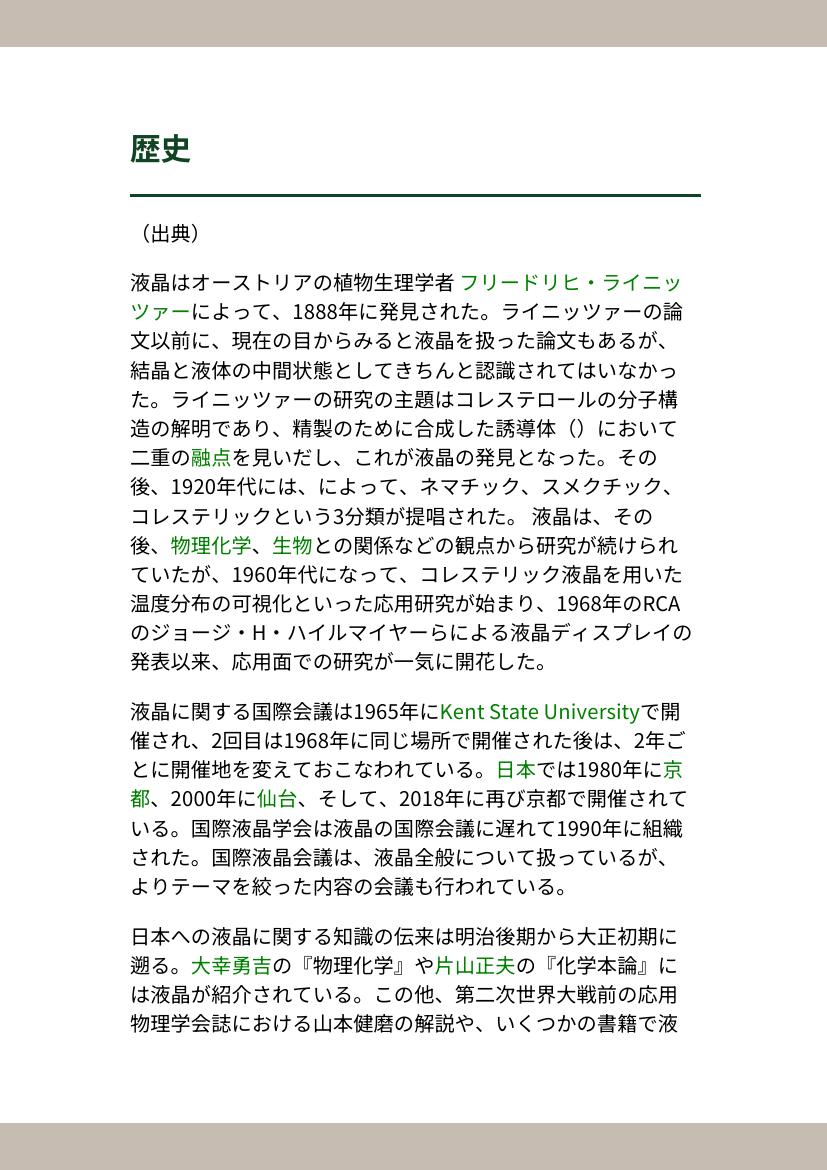 歴史
（出典）
液晶はオーストリアの植物生理学者 フリードリヒ・ライニッ
ツァーによって、1888年に発見された。ライニッツァーの論
文以前に、現在の目からみると液晶を扱った論文もあるが、
結晶と液体の中間状態としてきちんと認識されてはいなかっ
た。ライニッツァーの研究の主題はコレステロールの分子構
造の解明であり、精製のために合成した誘導体（）において
二重の融点を見いだし、これが液晶の発見となった。その
後、1920年代には、によって、ネマチック、スメクチック、
コレステリックという3分類が提唱された。 液晶は、その
後、物理化学、生物との関係などの観点から研究が続けられ
ていたが、1960年代になって、コレステリック液晶を用いた
温度分布の可視化といった応用研究が始まり、1968年のRCA
のジョージ・H・ハイルマイヤーらによる液晶ディスプレイの
発表以来、応用面での研究が一気に開花した。
液晶に関する国際会議は1965年にKent State Universityで開
催され、2回目は1968年に同じ場所で開催された後は、2年ご
とに開催地を変えておこなわれている。日本では1980年に京
都、2000年に仙台、そして、2018年に再び京都で開催されて
いる。国際液晶学会は液晶の国際会議に遅れて1990年に組織
された。国際液晶会議は、液晶全般について扱っているが、
よりテーマを絞った内容の会議も行われている。
日本への液晶に関する知識の伝来は明治後期から大正初期に
遡る。大幸勇吉の『物理化学』や片山正夫の『化学本論』に
は液晶が紹介されている。この他、第二次世界大戦前の応用
物理学会誌における山本健磨の解説や、いくつかの書籍で液